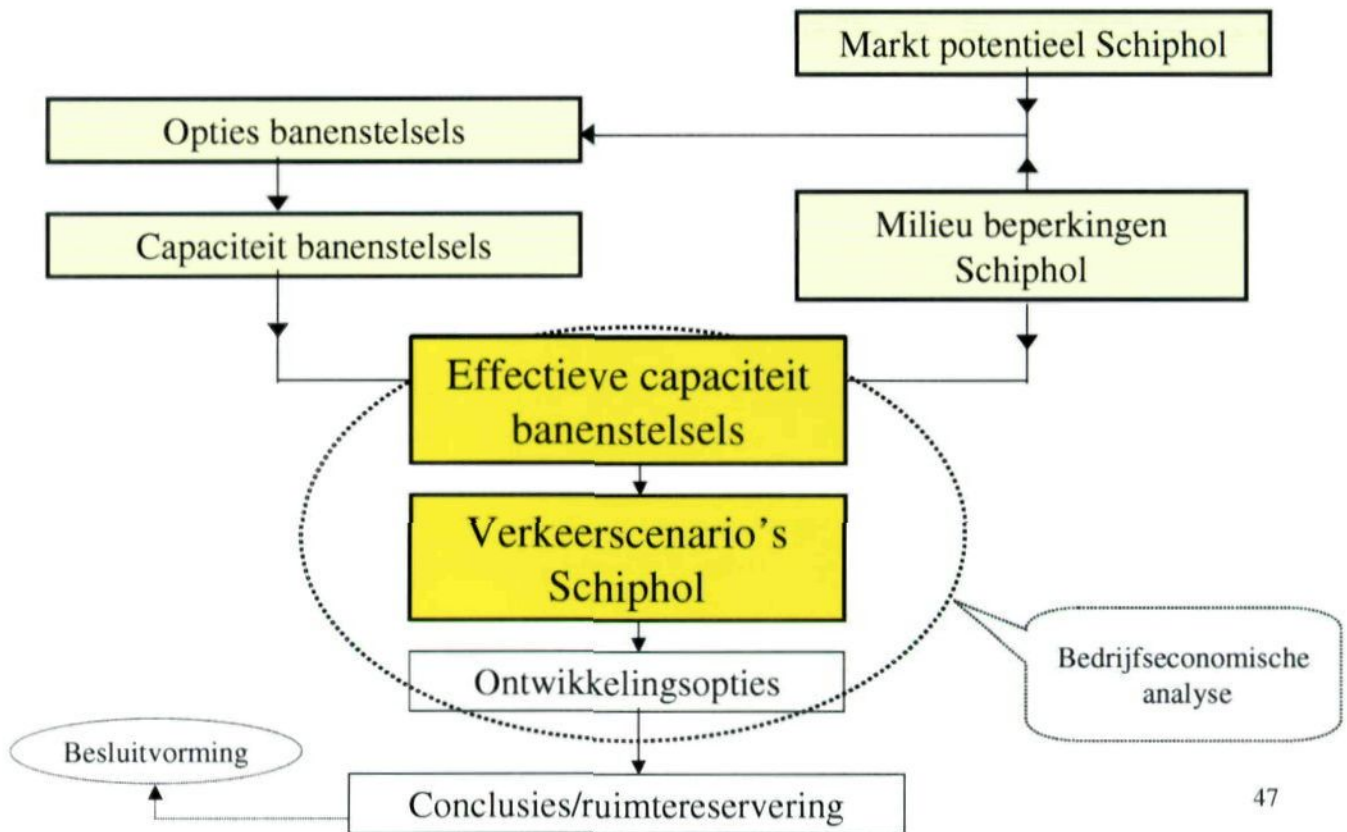 Markt potentieel Schiphol
Opties banenstelsels
Capaciteit banenstelsels
Milieu beperkingen
Schiphol
Effectieve capaciteit
banenstelsels
Verkeerscenario's
Schiphol
Ontwikkelingsopties
Bedrijfseconomische
analyse
Besluitvorming
Conclusies/ruimtereservering
47